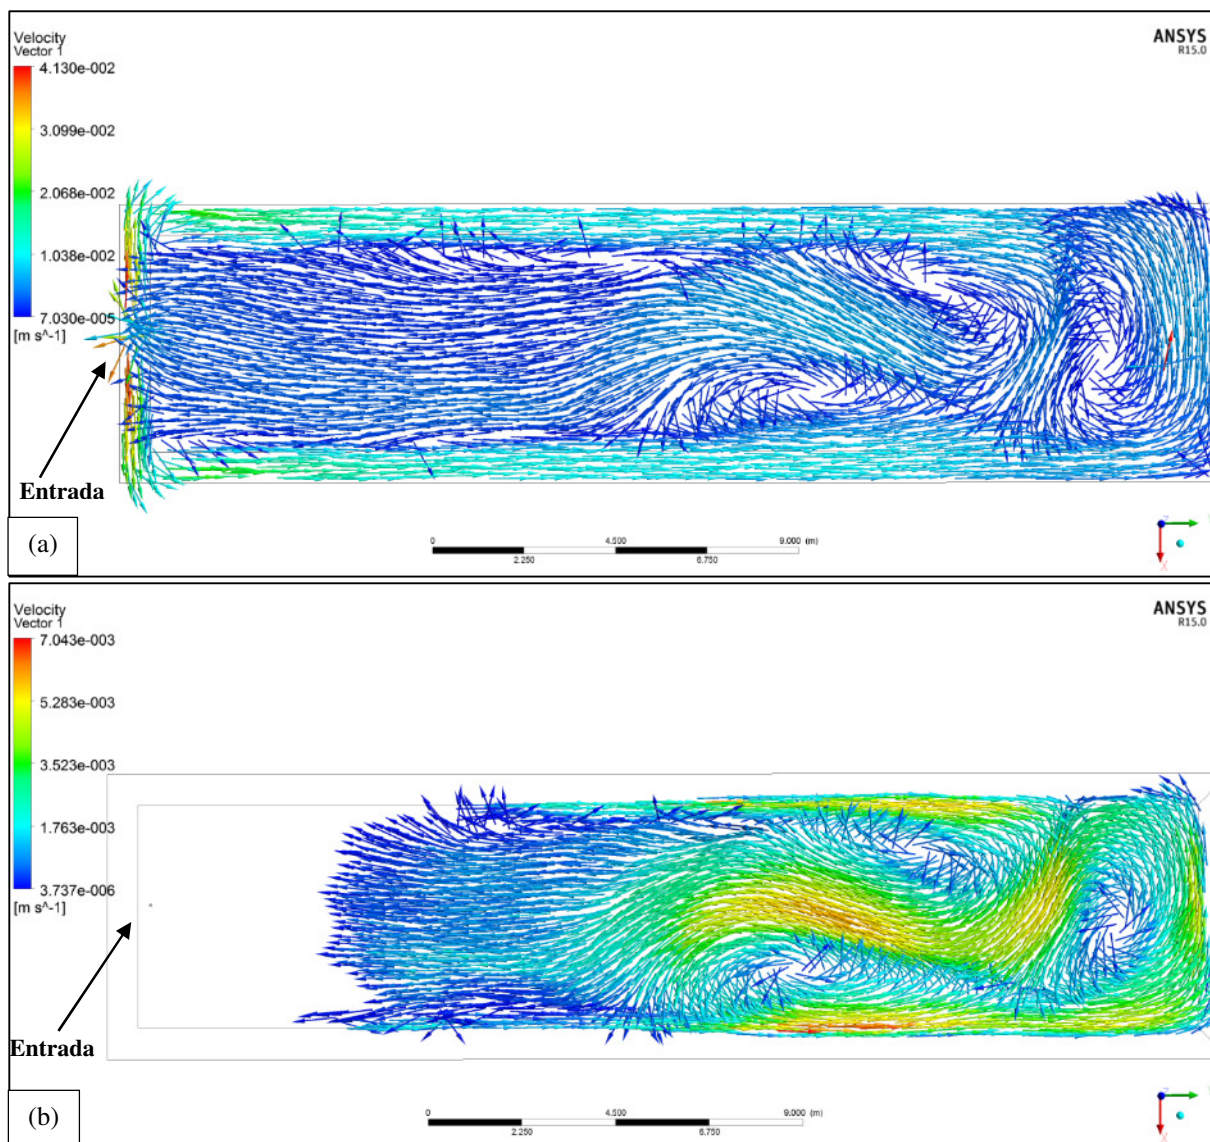 Velocity
Vector 1
ANSYS
R15.0
4.130e-002
3.099e-002
2.068e-002
1.038e-002
7.030e-005
[m s^-1]
Entrada
(a)
0 4.500 9.000 (m)
2.250 6.750
X
Velocity
Vector 1
ANSYS
R15.0
7.043e-003
5.283e-003
3.523e-003
1.763e-003
3.737e-006
[m s^-1]
Entrada
(b)
0 4.500 9.000 (m)
2.250 6.750
X